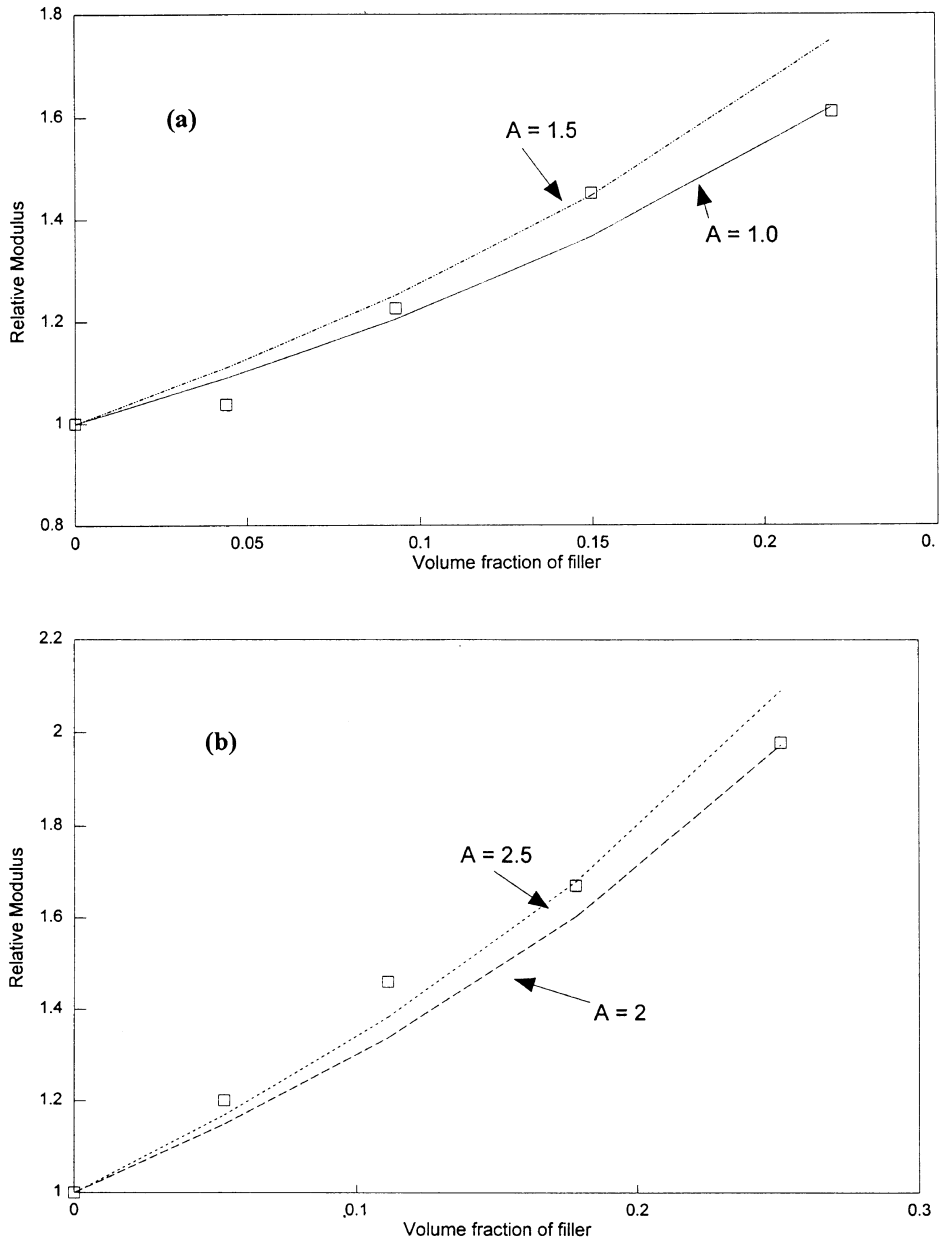 1.8
(a)
1.6
A = 1.5
1.4
A = 1.0
Relative Modulus
1.2
1
0.8
0 0.05 0.1 0.15 0.2 0.
Volume fraction of filler
2.2
2
(b)
1.8
A = 2.5
Relative Modulus
1.6
1.4
A = 2
1.2
1
0 0.1 0.2 0.3
Volume fraction of filler